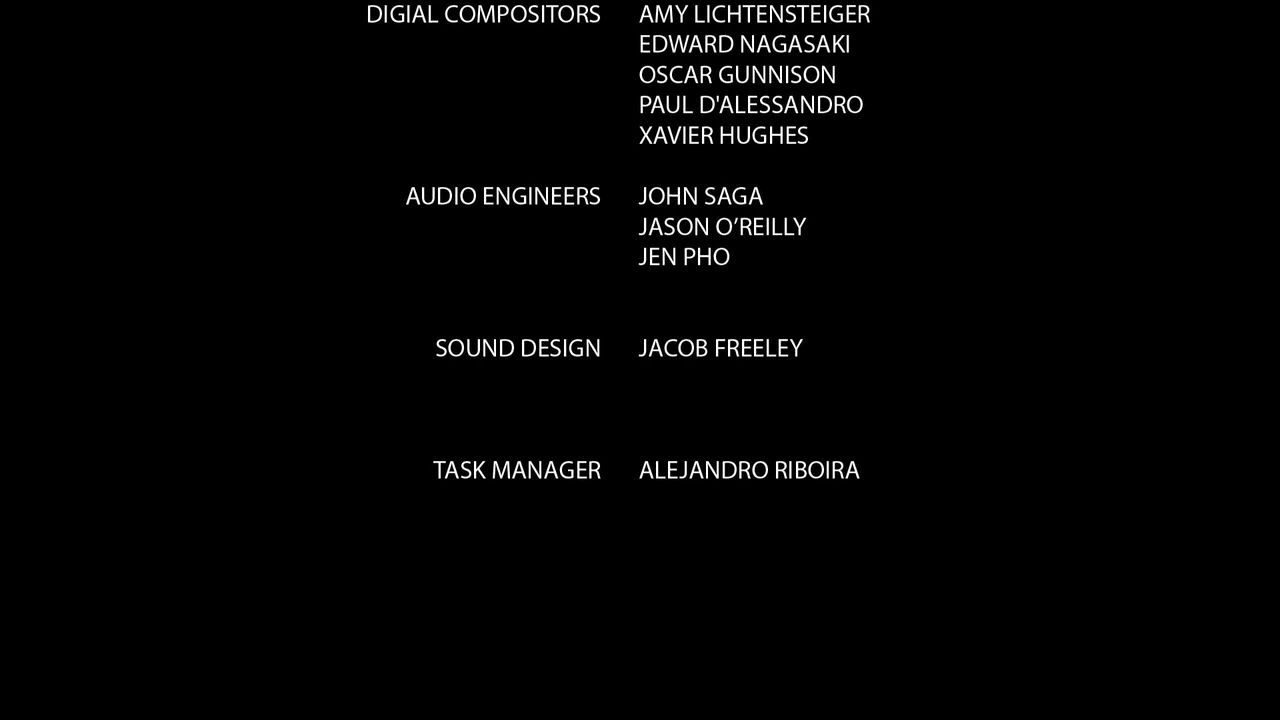 DIGIAL COMPOSITORS AMY LICHTENSTEIGER
EDWARD NAGASAKI
OSCAR GUNNISON
PAUL D'ALESSANDRO
XAVIER HUGHES
AUDIO ENGINEERS JOHN SAGA
JASON O’REILLY
JEN PHO
SOUND DESIGN JACOB FREELEY
TASK MANAGER ALEJANDRO RIBOIRA